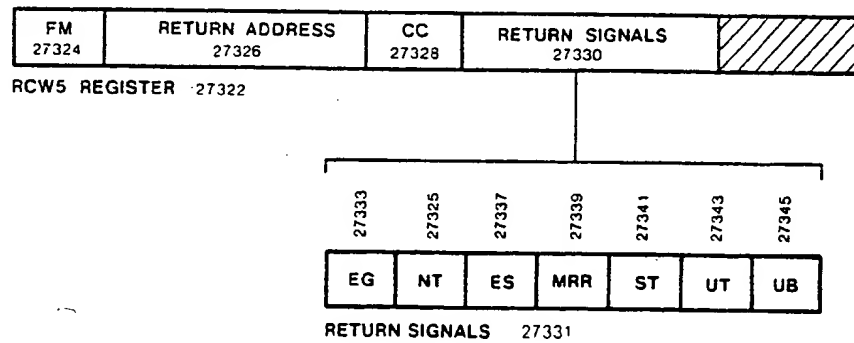 FM RETURN ADDRESS CC RETURN SIGNALS
27324 27326 27328 27330
RCW5 REGISTER 27322
27333 27325 27337 27339 27341 27343 27345
EG NT ES MRR ST UT UB
RETURN SIGNALS 27331